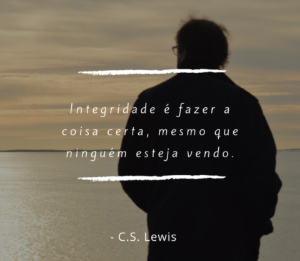 Integridade é fazer a
coisa certa, mesmo que
ninguém esteja vendo.
- C.S. Lewis